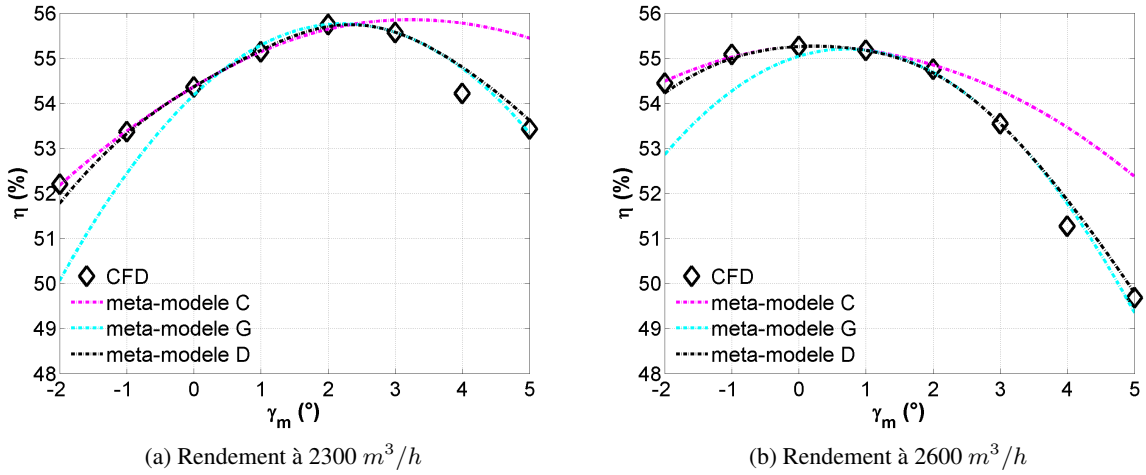 56
55
54
53
52
51
50
49
48
η (%)
CFD
meta-modele C
meta-modele G
meta-modele D
-2 -1 0 1 2 3 4 5
γm (°)
(a) Rendement à 2300 m³/h
56
55
54
53
52
51
50
49
48
η (%)
CFD
meta-modele C
meta-modele G
meta-modele D
-2 -1 0 1 2 3 4 5
γm (°)
(b) Rendement à 2600 m³/h